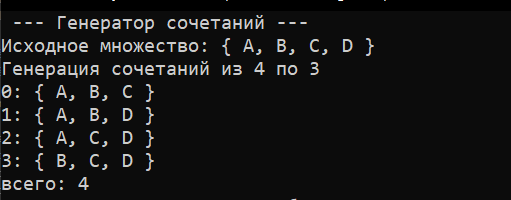 --- Генератор сочетаний ---
Исходное множество: { A, B, C, D }
Генерация сочетаний из 4 по 3
0: { A, B, C }
1: { A, B, D }
2: { A, C, D }
3: { B, C, D }
всего: 4